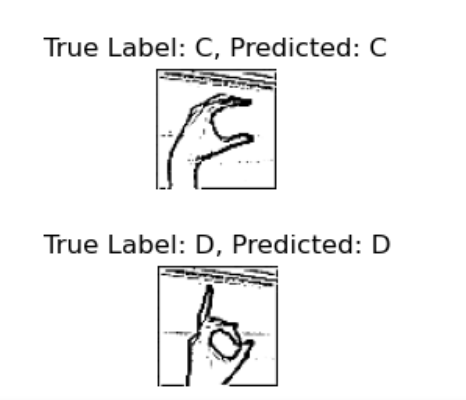 True Label: C, Predicted: C
True Label: D, Predicted: D